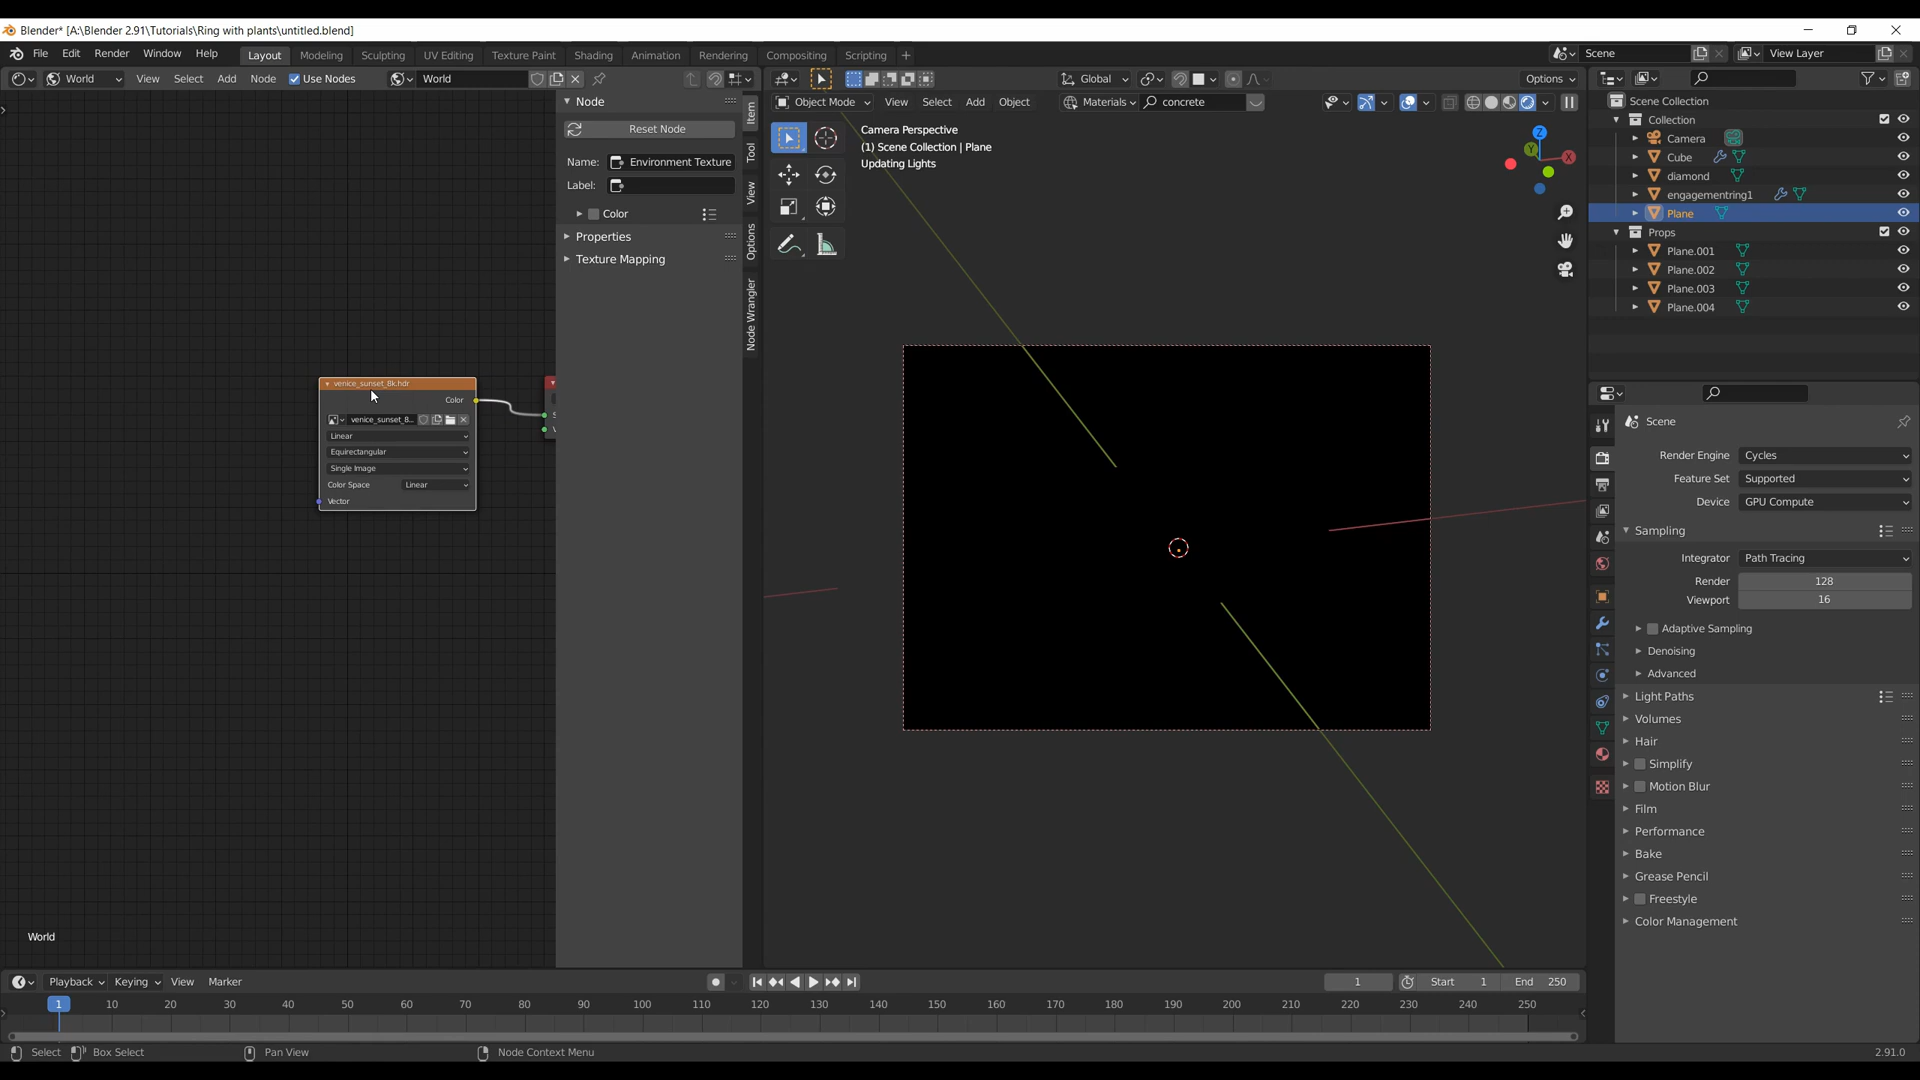 Blender* [A:\Blender 2.91\Tutorials\Ring with plants\untitled.blend]
File Edit Render Window Help Layout Modeling Sculpting UV Editing Texture Paint Shading Animation Rendering Compositing Scripting + Scene View Layer
World View Select Add Node Use Nodes World Global Options
Node
Reset Node
Name: Environment Texture
Label:
Color
Properties
Texture Mapping
Item
Tool
View
Options
Node Wrangler
venice_sunset_8k.hdr
Color
venice_sunset_8...
Linear
Equirectangular
Single Image
Color Space Linear
Vector
World
Object Mode View Select Add Object Materials concrete
Camera Perspective
(1) Scene Collection | Plane
Updating Lights
Z
Y
X
Scene Collection
Collection
Camera
Cube
diamond
engagementring1
Plane
Props
Plane.001
Plane.002
Plane.003
Plane.004
Scene
Render Engine Cycles
Feature Set Supported
Device GPU Compute
Sampling
Integrator Path Tracing
Render 128
Viewport 16
Adaptive Sampling
Denoising
Advanced
Light Paths
Volumes
Hair
Simplify
Motion Blur
Film
Performance
Bake
Grease Pencil
Freestyle
Color Management
Playback Keying View Marker 1 Start 1 End 250
1 10 20 30 40 50 60 70 80 90 100 110 120 130 140 150 160 170 180 190 200 210 220 230 240 250
Select Box Select Pan View Node Context Menu 2.91.0